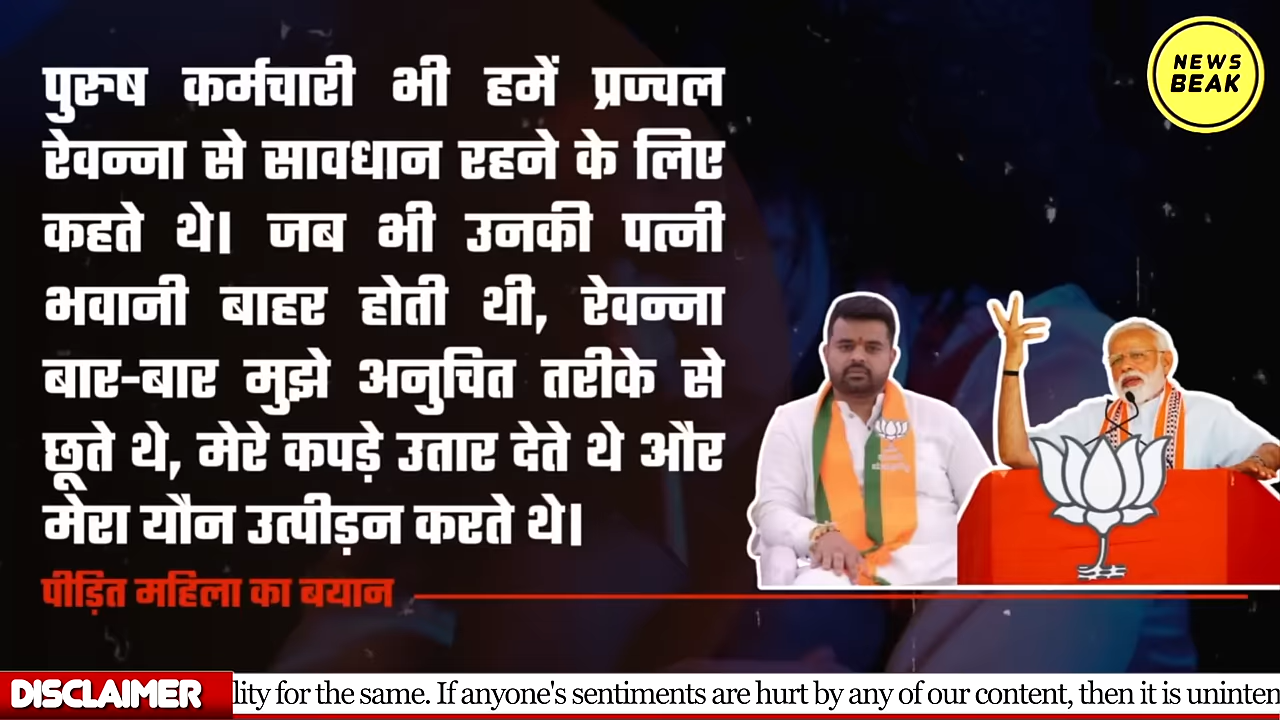 पुरुष कर्मचारी भी हमें प्रज्वल
रेवन्ना से सावधान रहने के लिए
कहते थे। जब भी उनकी पत्नी
भवानी बाहर होती थी, रेवन्ना
बार-बार मुझे अनुचित तरीके से
छूते थे, मेरे कपड़े उतार देते थे और
मेरा यौन उत्पीड़न करते थे।
पीड़ित महिला का बयान
NEWS
BEAK
DISCLAIMER
lity for the same. If anyone's sentiments are hurt by any of our content, then it is uninten